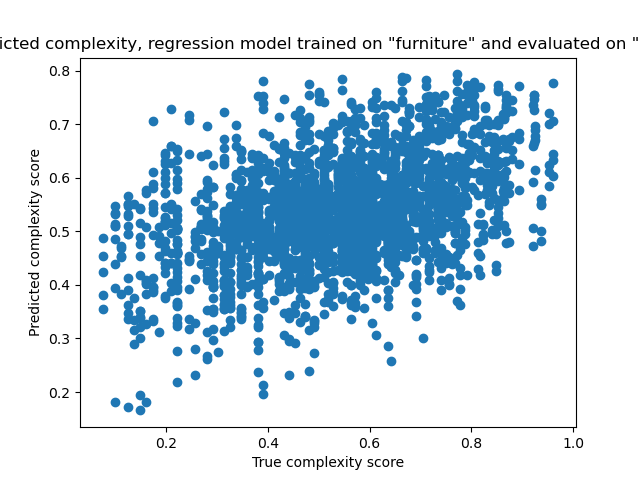 icted complexity, regression model trained on "furniture" and evaluated on "
0.8
0.7
0.6
0.5
0.4
0.3
0.2
Predicted complexity score
0.2 0.4 0.6 0.8 1.0
True complexity score